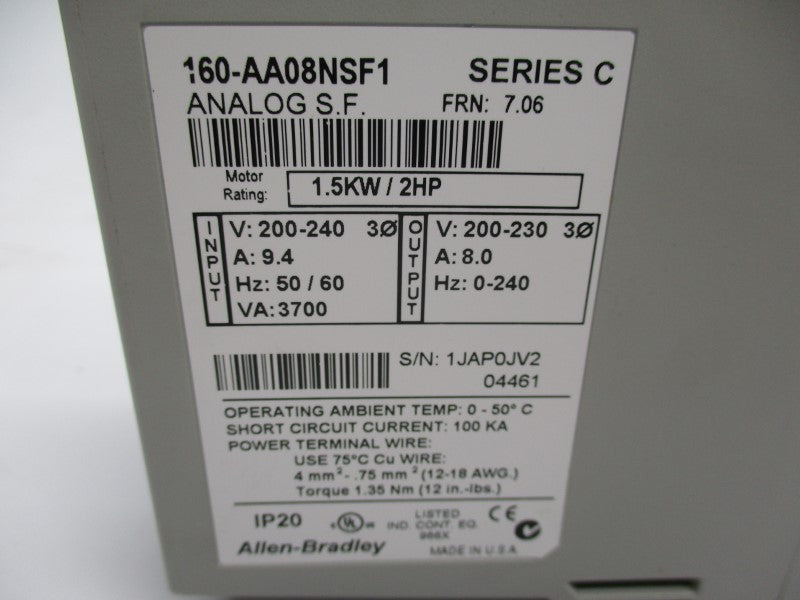 160-AA08NSF1 SERIES C
ANALOG S.F. FRN: 7.06
Motor
Rating: 1.5KW / 2HP
INPUT
V: 200-240 3Ø
A: 9.4
Hz: 50 / 60
VA: 3700
OUTPUT
V: 200-230 3Ø
A: 8.0
Hz: 0-240
S/N: 1JAP0JV2
04461
OPERATING AMBIENT TEMP: 0 - 50° C
SHORT CIRCUIT CURRENT: 100 KA
POWER TERMINAL WIRE:
USE 75°C Cu WIRE:
4 mm²- .75 mm² (12-18 AWG.)
Torque 1.35 Nm (12 in.-lbs.)
IP20
c UL us
LISTED
IND. CONT. EQ.
966X
CE
Allen-Bradley
MADE IN U.S.A.